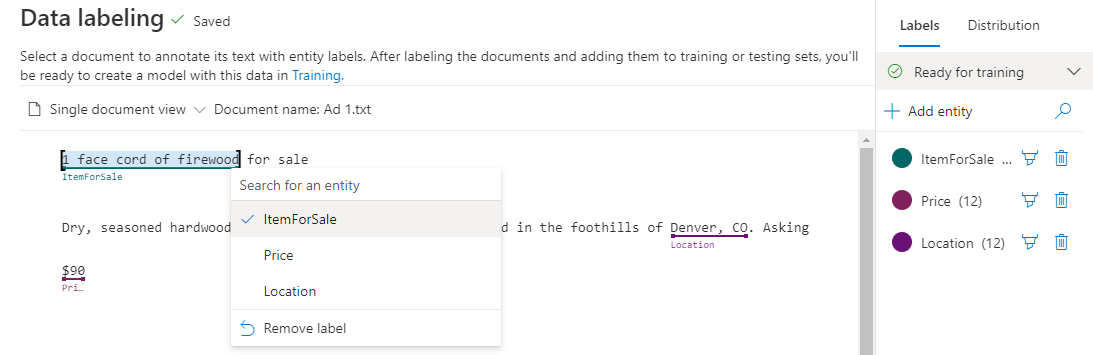 Data labeling Saved
Select a document to annotate its text with entity labels. After labeling the documents and adding them to training or testing sets, you'll
be ready to create a model with this data in Training.
Single document view Document name: Ad 1.txt
1 face cord of firewood for sale
ItemForSale
Search for an entity
ItemForSale
Dry, seasoned hardwood d in the foothills of Denver, CO. Asking
Location
Price
$90
Pri...
Location
Remove label
Labels Distribution
Ready for training
Add entity
ItemForSale ...
Price (12)
Location (12)